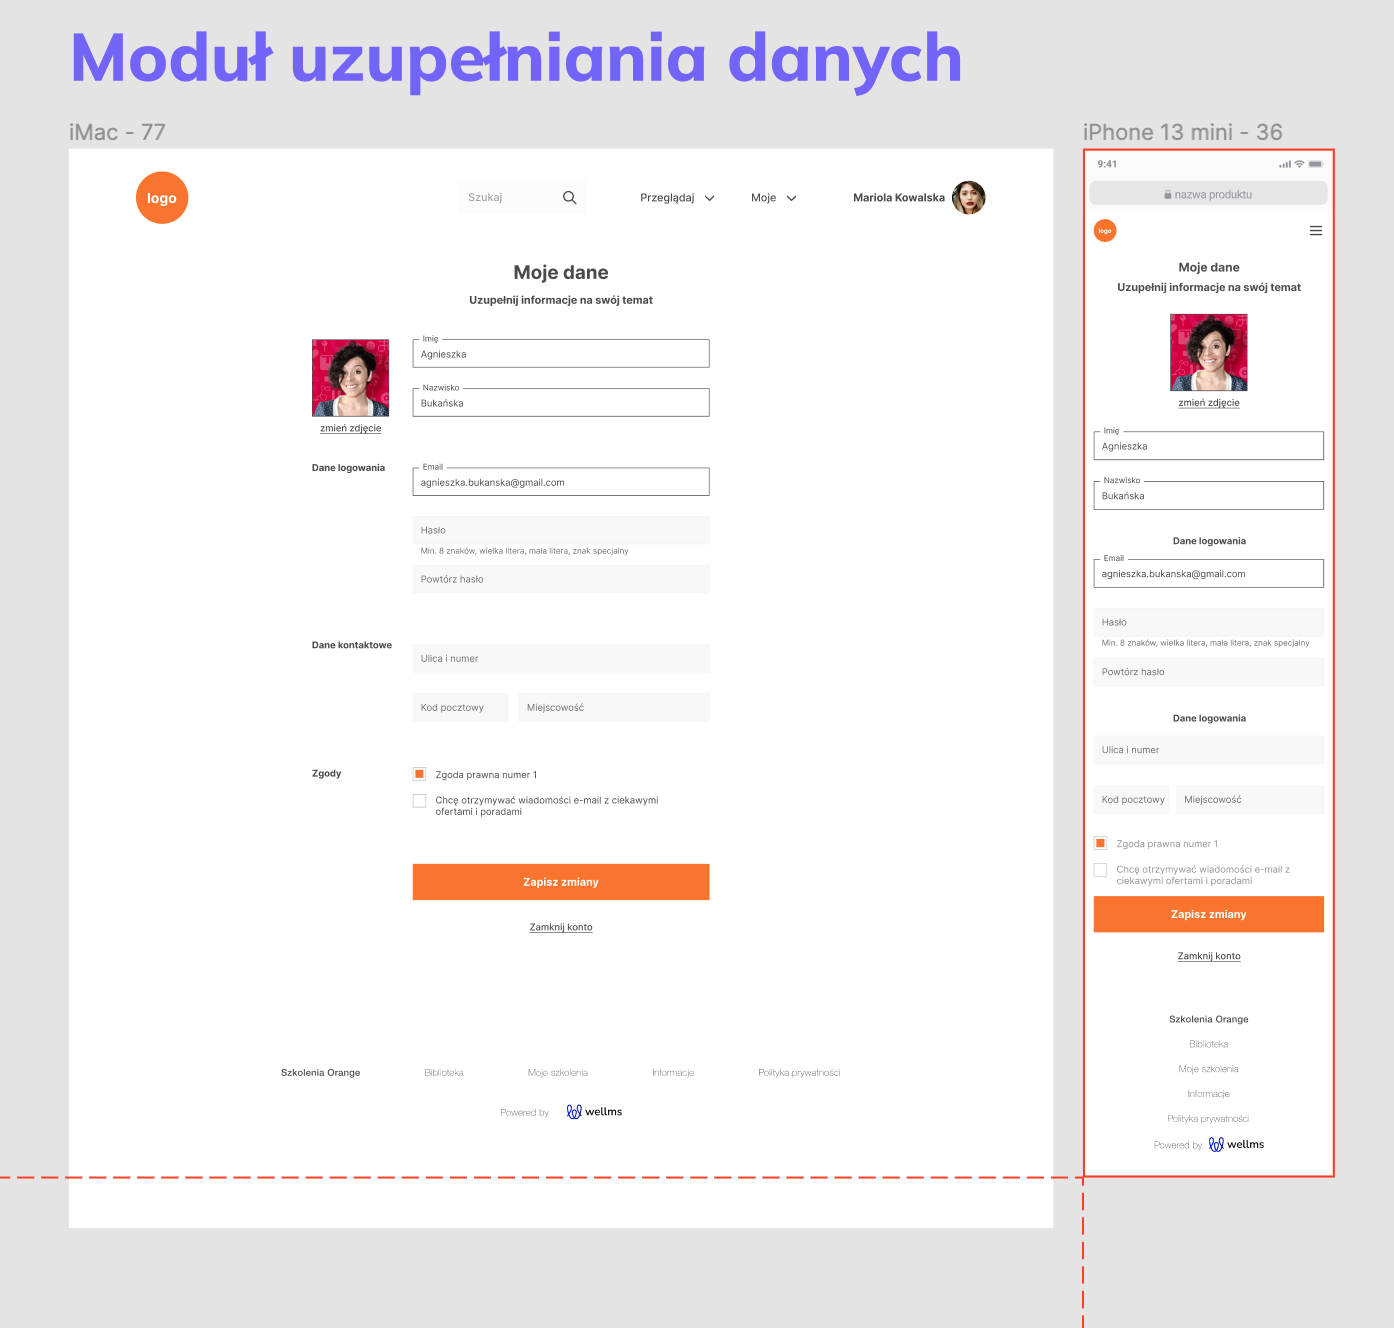 Moduł uzupełniania danych
iMac - 77
logo
Szukaj
Przeglądaj
Moje
Mariola Kowalska
Moje dane
Uzupełnij informacje na swój temat
zmień zdjęcie
Imię
Agnieszka
Nazwisko
Bukańska
Dane logowania
Email
agnieszka.bukanska@gmail.com
Hasło
Min. 8 znaków, wielka litera, mała litera, znak specjalny
Powtórz hasło
Dane kontaktowe
Ulica i numer
Kod pocztowy
Miejscowość
Zgody
Zgoda prawna numer 1
Chcę otrzymywać wiadomości e-mail z ciekawymi
ofertami i poradami
Zapisz zmiany
Zamknij konto
Szkolenia Orange
Biblioteka
Moje szkolenia
Informacje
Polityka prywatności
Powered by
wellms
iPhone 13 mini - 36
9:41
nazwa produktu
logo
Moje dane
Uzupełnij informacje na swój temat
zmień zdjęcie
Imię
Agnieszka
Nazwisko
Bukańska
Dane logowania
Email
agnieszka.bukanska@gmail.com
Hasło
Min. 8 znaków, wielka litera, mała litera, znak specjalny
Powtórz hasło
Dane logowania
Ulica i numer
Kod pocztowy
Miejscowość
Zgoda prawna numer 1
Chcę otrzymywać wiadomości e-mail z
ciekawymi ofertami i poradami
Zapisz zmiany
Zamknij konto
Szkolenia Orange
Biblioteka
Moje szkolenia
Informacje
Polityka prywatności
Powered by
wellms